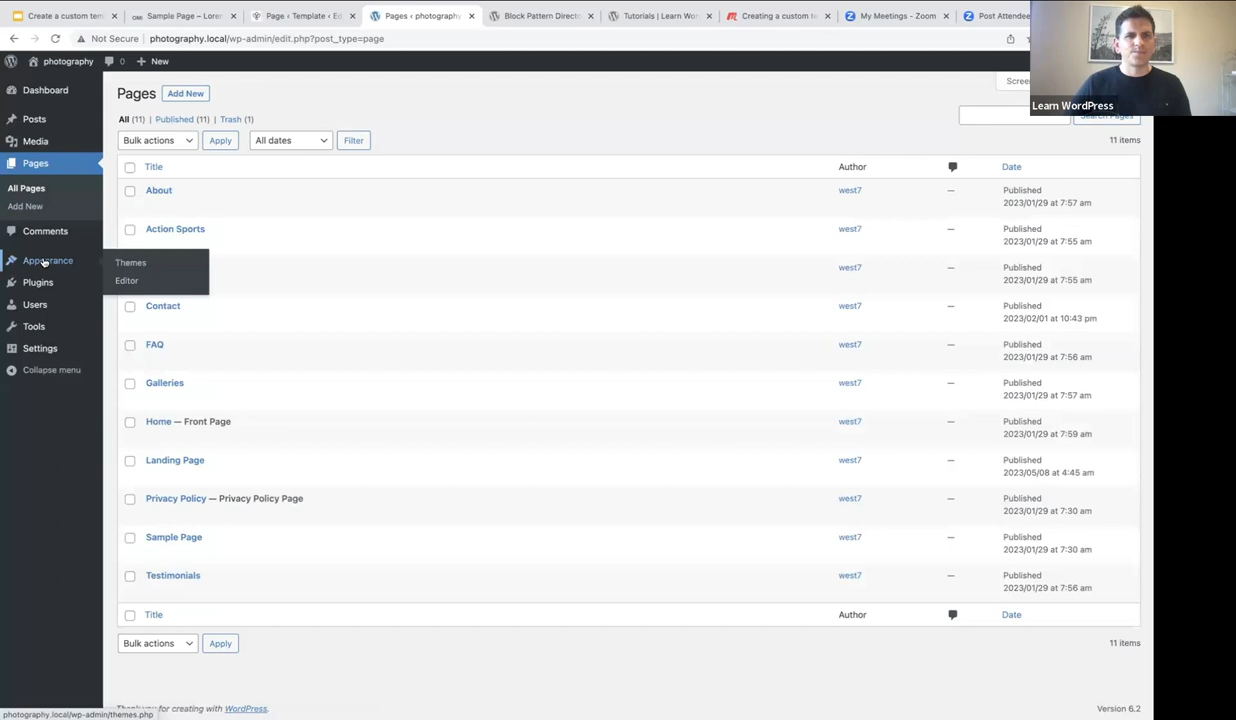 Create a custom tem
Sample Page – Loren
Page ‹ Template ‹ Ed
Pages ‹ photography
Block Pattern Direct
Tutorials | Learn Wor
Creating a custom te
My Meetings - Zoom
Post Attendee
Not Secure
photography.local/wp-admin/edit.php?post_type=page
photography
0
New
Dashboard
Posts
Media
Pages
All Pages
Add New
Comments
Appearance
Plugins
Users
Tools
Settings
Collapse menu
Themes
Editor
Pages
Add New
Scree
Learn WordPress
All (11) | Published (11) | Trash (1)
Search Pages
Bulk actions
Apply
All dates
Filter
11 items
Title
Author
Date
About
west7
—
Published
2023/01/29 at 7:57 am
Action Sports
west7
—
Published
2023/01/29 at 7:55 am
west7
—
Published
2023/01/29 at 7:55 am
Contact
west7
—
Published
2023/02/01 at 10:43 pm
FAQ
west7
—
Published
2023/01/29 at 7:56 am
Galleries
west7
—
Published
2023/01/29 at 7:57 am
Home — Front Page
west7
—
Published
2023/01/29 at 7:59 am
Landing Page
west7
—
Published
2023/05/08 at 4:45 am
Privacy Policy — Privacy Policy Page
west7
—
Published
2023/01/29 at 7:30 am
Sample Page
west7
—
Published
2023/01/29 at 7:30 am
Testimonials
west7
—
Published
2023/01/29 at 7:56 am
Title
Author
Date
Bulk actions
Apply
11 items
Thank you for creating with WordPress.
Version 6.2
photography.local/wp-admin/themes.php